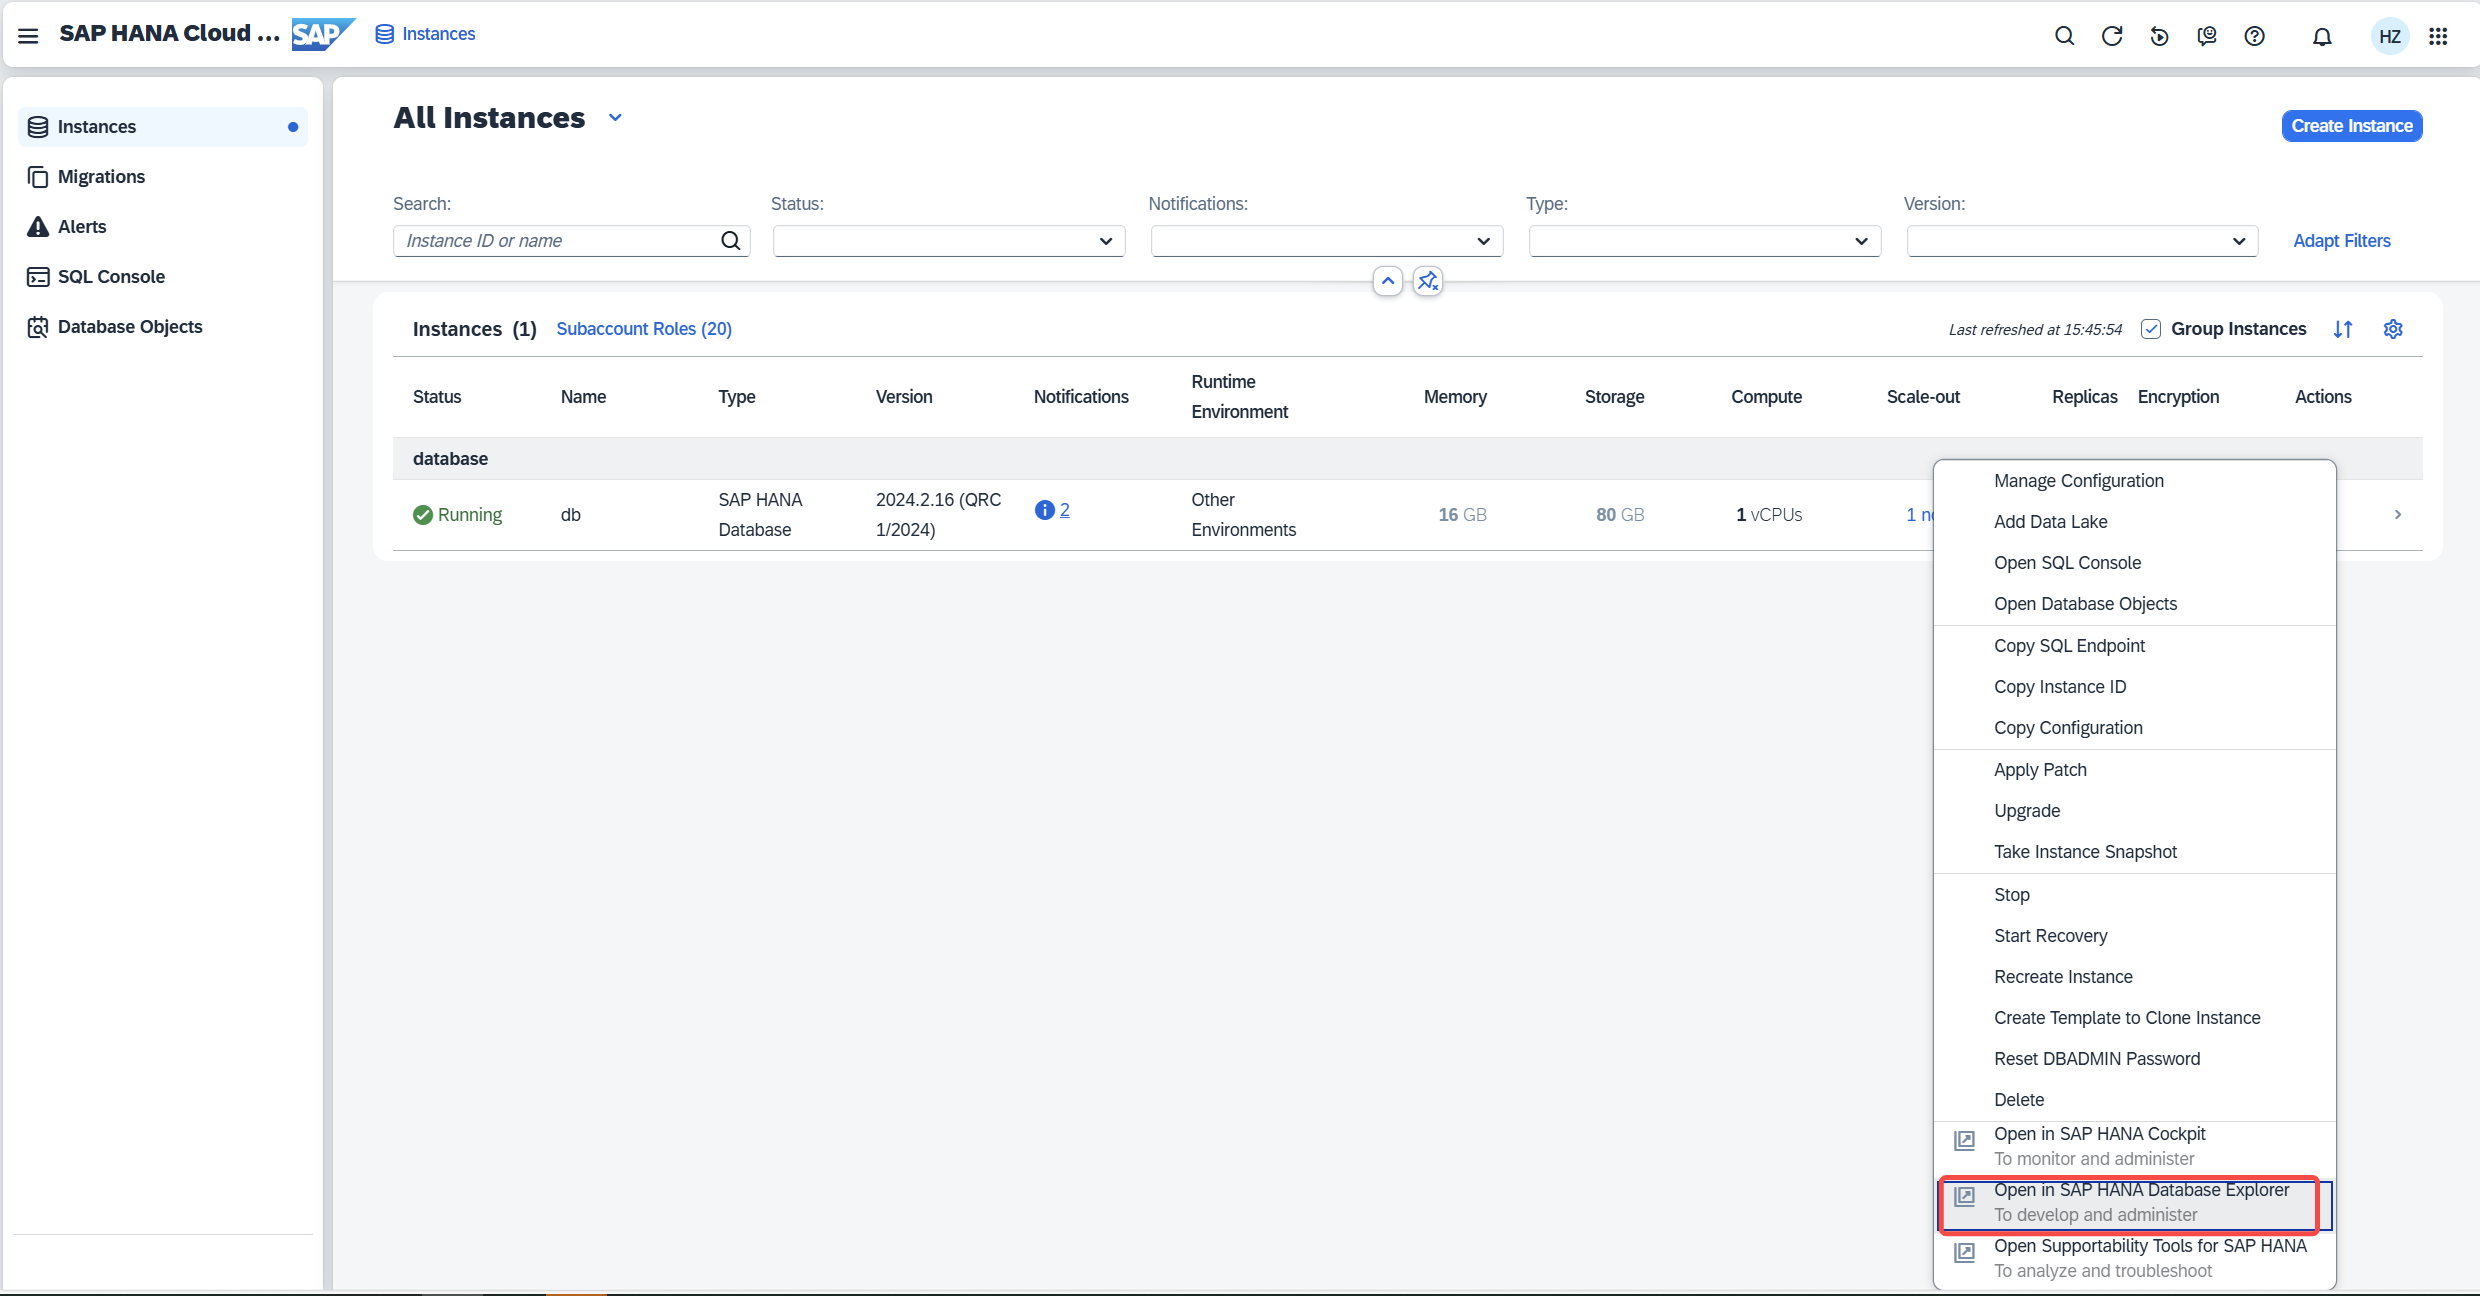 SAP HANA Cloud ...
SAP
Instances
HZ
Instances
Migrations
Alerts
SQL Console
Database Objects
All Instances
Create Instance
Search:
Status:
Notifications:
Type:
Version:
Instance ID or name
Adapt Filters
Instances (1)
Subaccount Roles (20)
Last refreshed at 15:45:54
Group Instances
Status
Name
Type
Version
Notifications
Runtime
Environment
Memory
Storage
Compute
Scale-out
Replicas
Encryption
Actions
database
Running
db
SAP HANA
Database
2024.2.16 (QRC
1/2024)
2
Other
Environments
16 GB
80 GB
1 vCPUs
1
Manage Configuration
Add Data Lake
Open SQL Console
Open Database Objects
Copy SQL Endpoint
Copy Instance ID
Copy Configuration
Apply Patch
Upgrade
Take Instance Snapshot
Stop
Start Recovery
Recreate Instance
Create Template to Clone Instance
Reset DBADMIN Password
Delete
Open in SAP HANA Cockpit
To monitor and administer
Open in SAP HANA Database Explorer
To develop and administer
Open Supportability Tools for SAP HANA
To analyze and troubleshoot